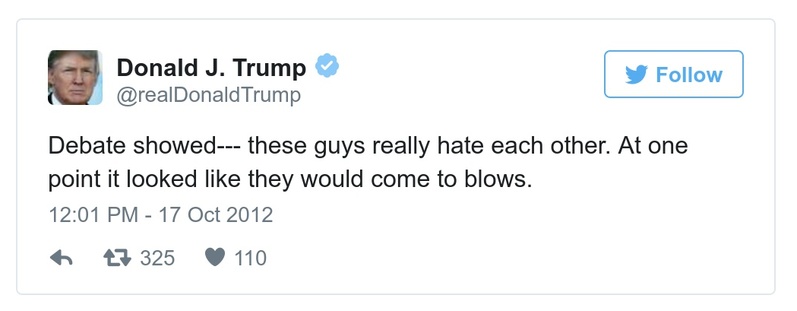 Donald J. Trump
@realDonaldTrump
Follow
Debate showed--- these guys really hate each other. At one
point it looked like they would come to blows.
12:01 PM - 17 Oct 2012
325 110